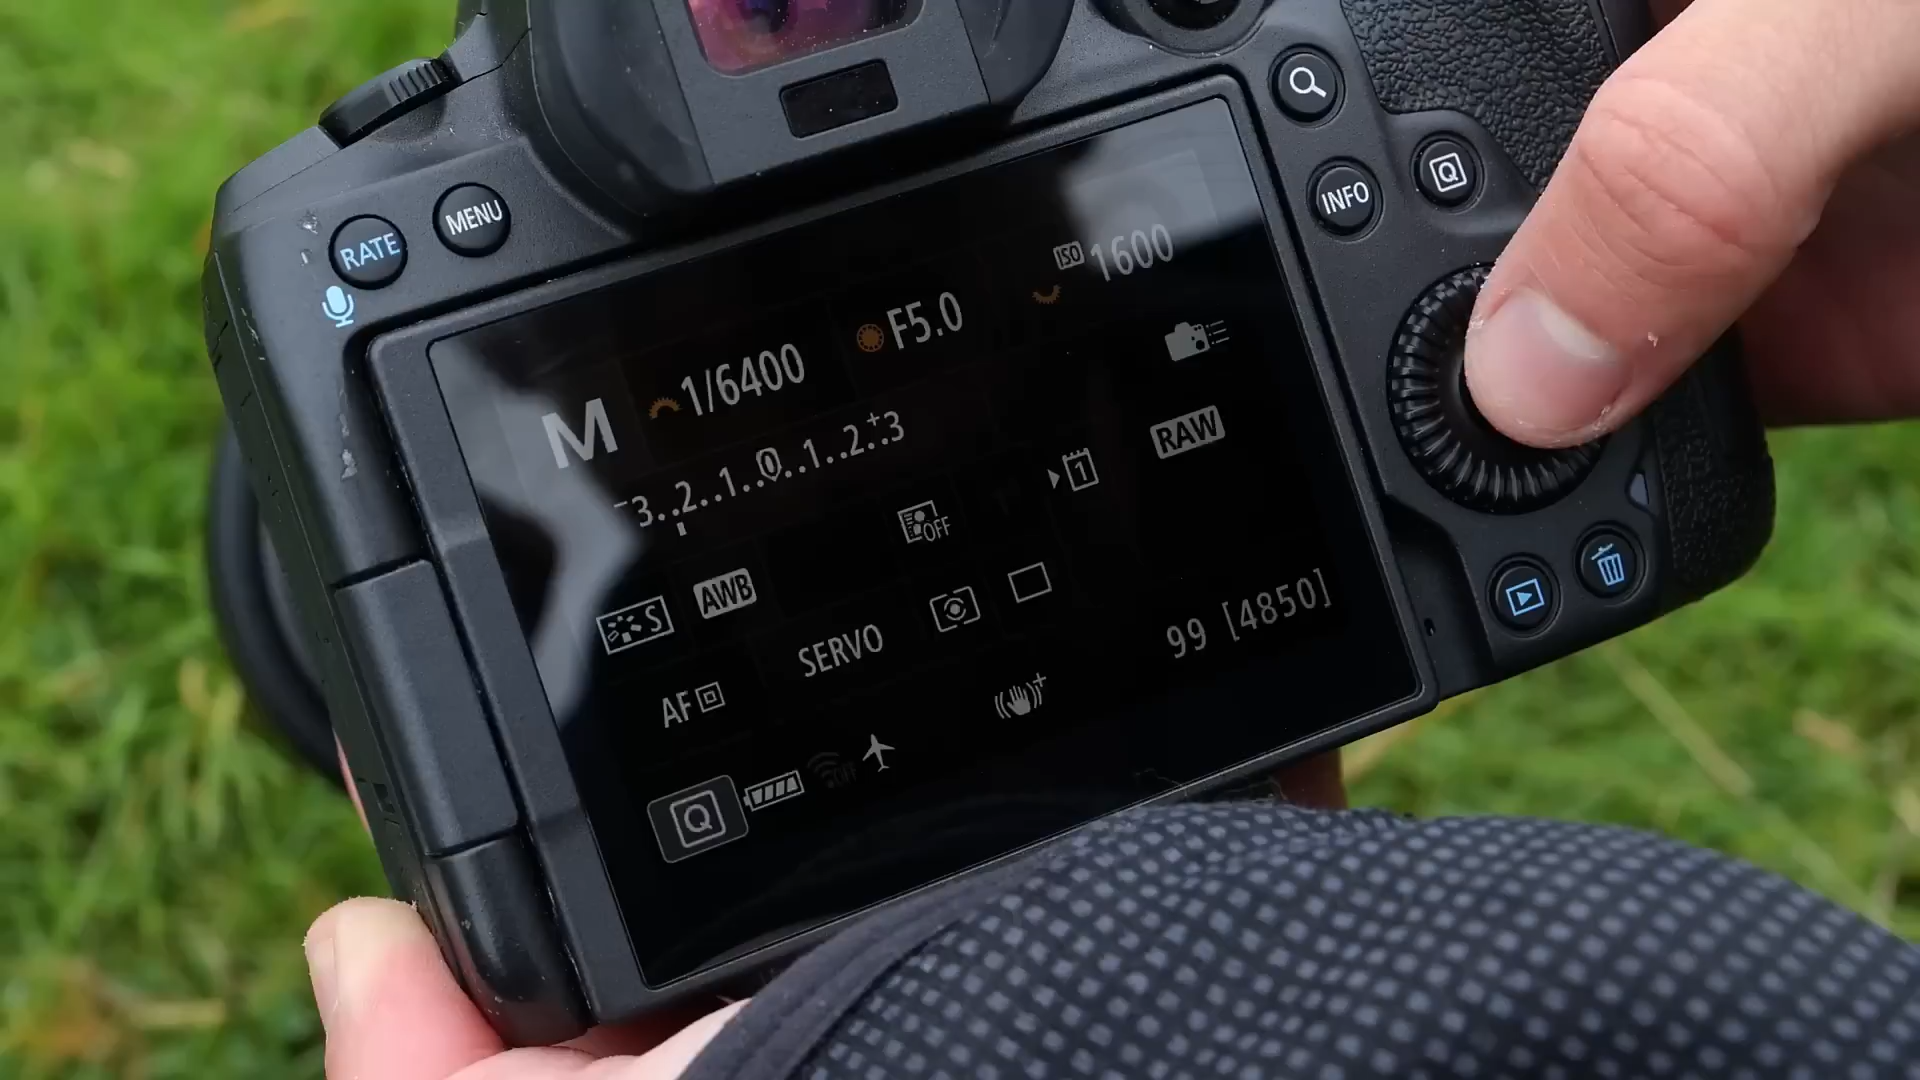 RATE MENU
INFO Q
M 1/6400 F5.0 ISO 1600
-3..2..1..0..1..2..+3
1 RAW
S AWB OFF
AF SERVO
99 [4850]
Q OFF